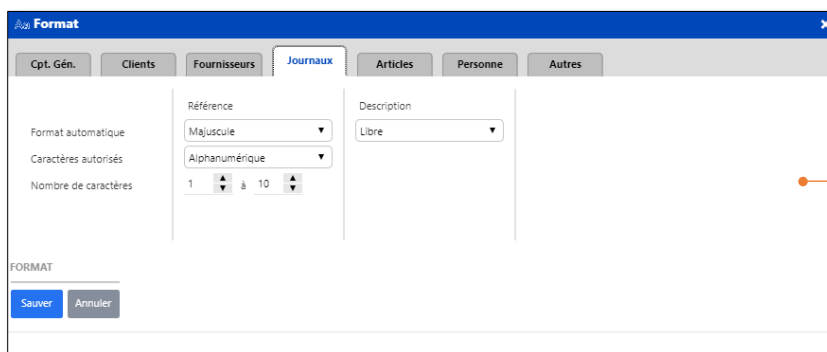 Aa Format ×
Cpt. Gén. Clients Fournisseurs Journaux Articles Personne Autres
Référence Description
Format automatique Majuscule Libre
Caractères autorisés Alphanumérique
Nombre de caractères 1 à 10
FORMAT
Sauver Annuler